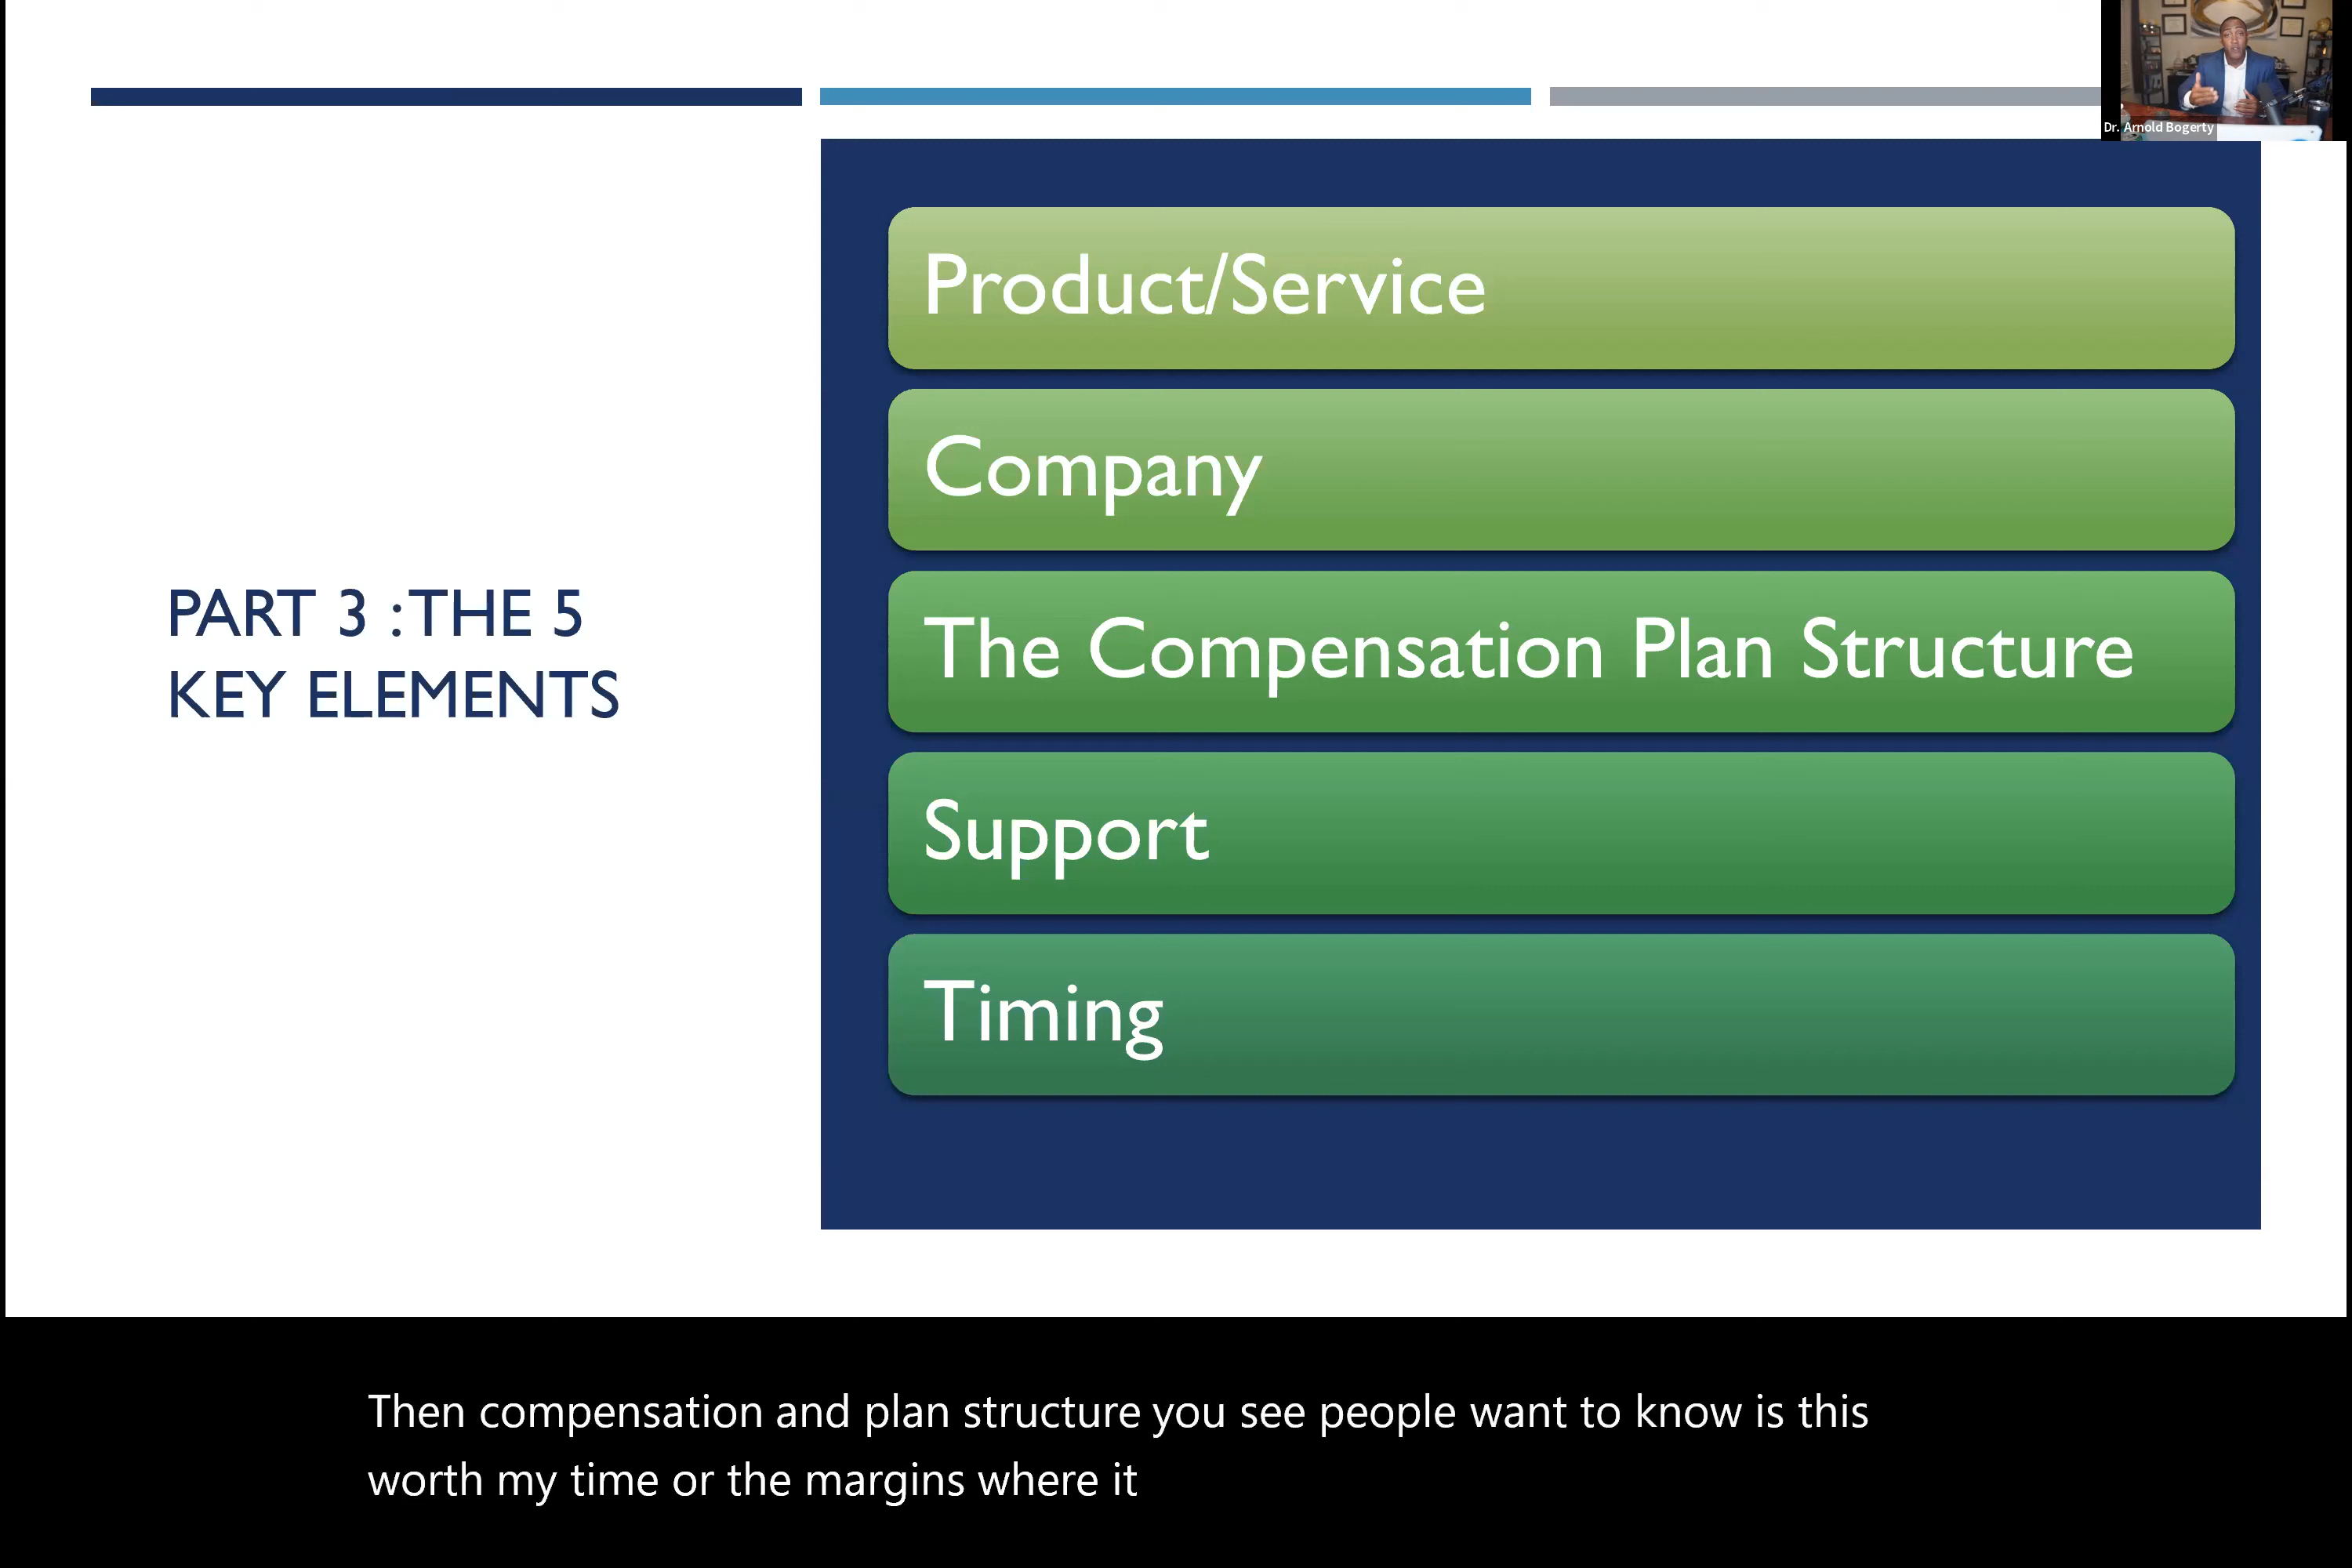 Dr. Arnold Bogerty
PART 3 : THE 5
KEY ELEMENTS
Product/Service
Company
The Compensation Plan Structure
Support
Timing
Then compensation and plan structure you see people want to know is this
worth my time or the margins where it